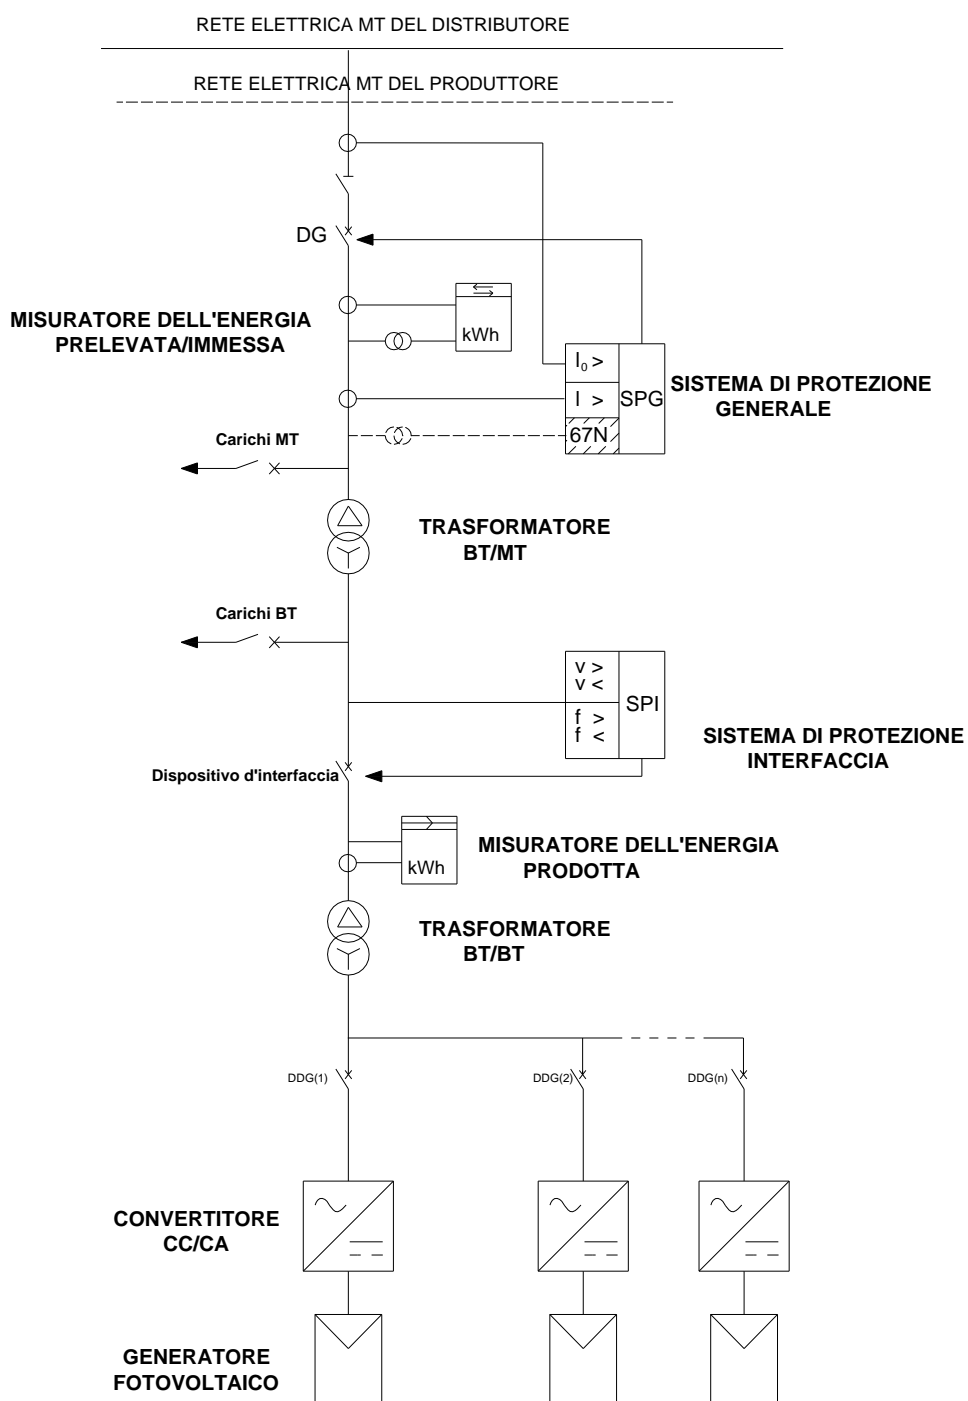 RETE ELETTRICA MT DEL DISTRIBUTORE
RETE ELETTRICA MT DEL PRODUTTORE
DG
MISURATORE DELL'ENERGIA
PRELEVATA/IMMESSA
kWh
I0 >
I >
67N
SPG
SISTEMA DI PROTEZIONE
GENERALE
Carichi MT
TRASFORMATORE
BT/MT
Carichi BT
v >
v <
f >
f <
SPI
SISTEMA DI PROTEZIONE
INTERFACCIA
Dispositivo d'interfaccia
kWh
MISURATORE DELL'ENERGIA
PRODOTTA
TRASFORMATORE
BT/BT
DDG(1)
DDG(2)
DDG(n)
CONVERTITORE
CC/CA
GENERATORE
FOTOVOLTAICO